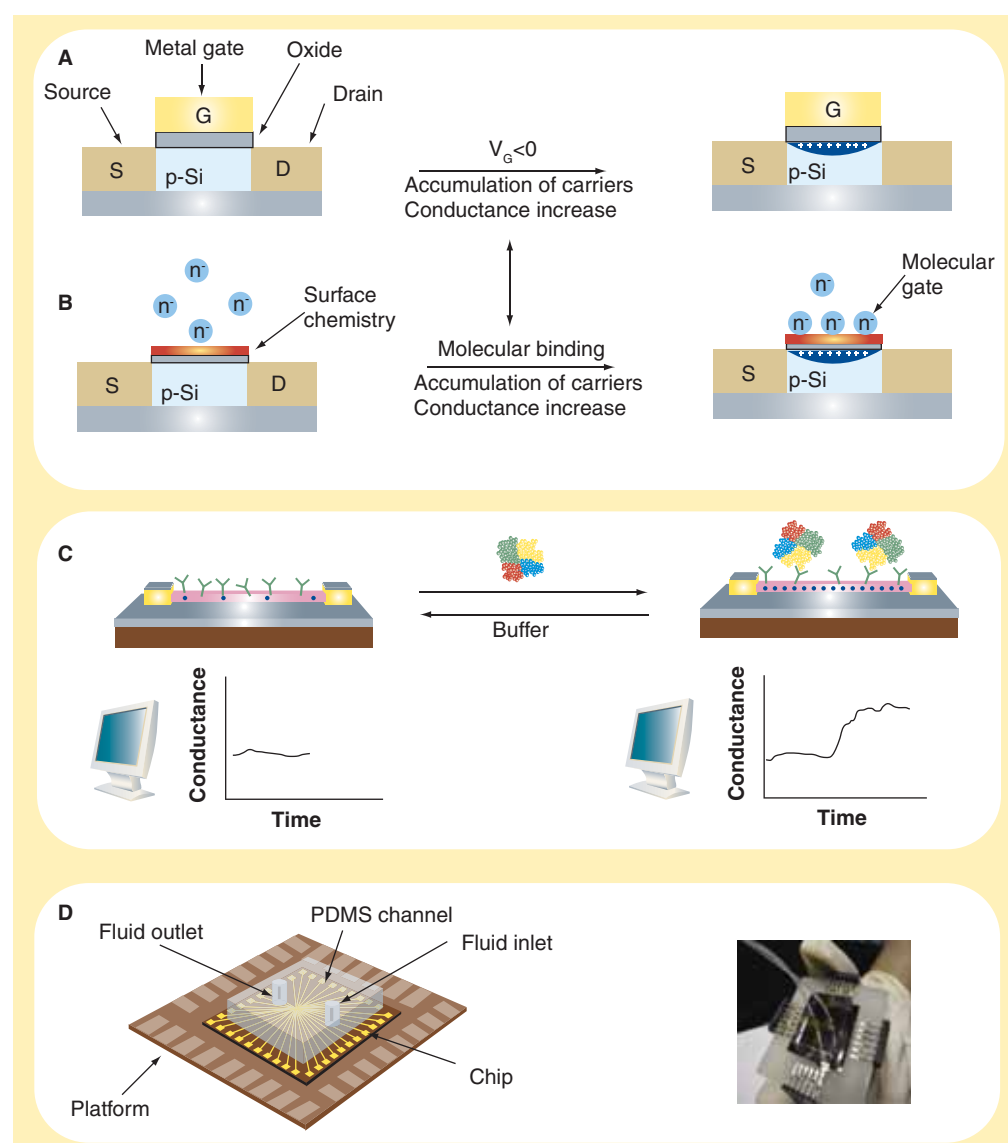 A
Metal gate
Oxide
Source
Drain
G
S
p-Si
D
V_G<0
Accumulation of carriers
Conductance increase
G
S
p-Si
B
n-
n-
n-
n-
Surface
chemistry
S
p-Si
D
Molecular binding
Accumulation of carriers
Conductance increase
n-
Molecular
gate
n- n- n-
S
p-Si
C
Buffer
Conductance
Time
Conductance
Time
D
PDMS channel
Fluid outlet
Fluid inlet
Chip
Platform